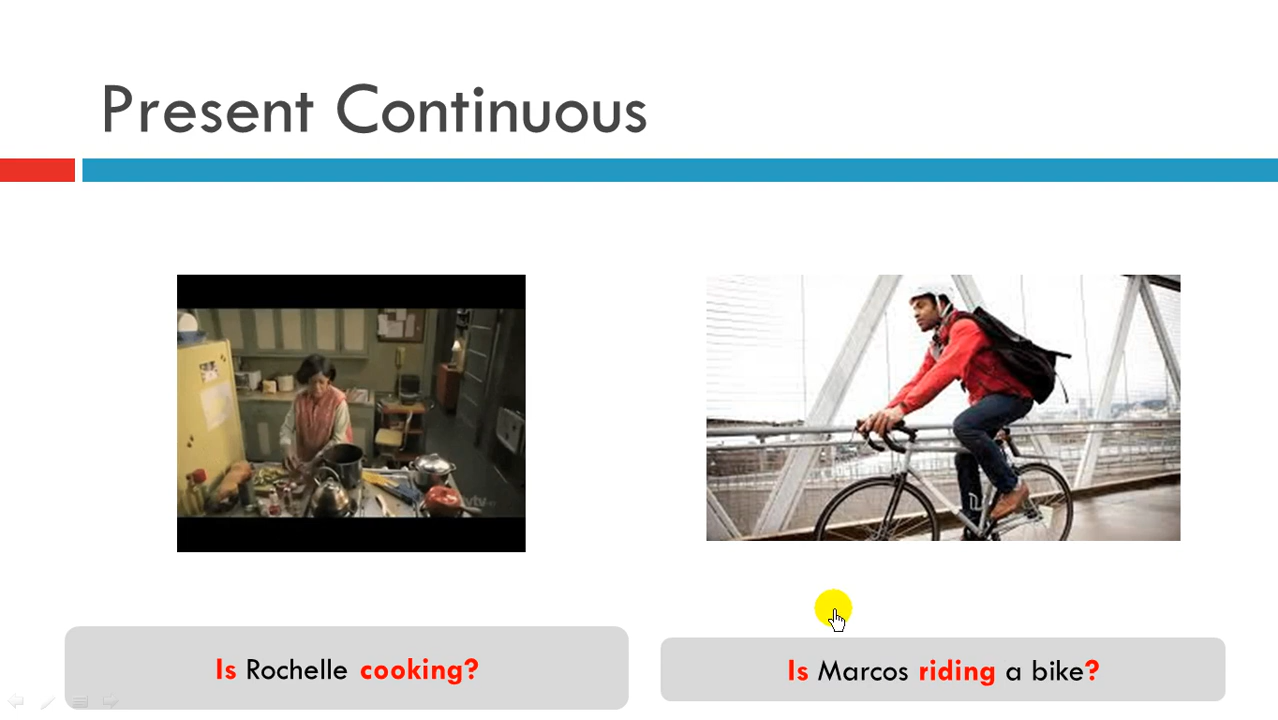 Present Continuous
Is Rochelle cooking?
Is Marcos riding a bike?